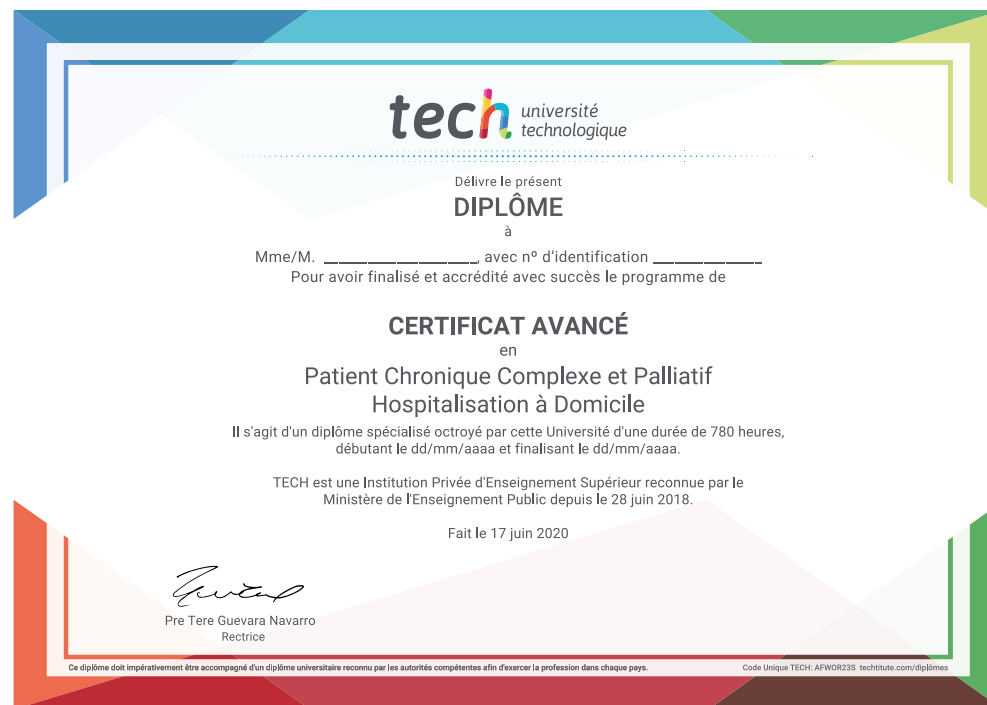 tech université
technologique
Délivre le présent
DIPLÔME
à
Mme/M. ____________________, avec nº d'identification ______________
Pour avoir finalisé et accrédité avec succès le programme de
CERTIFICAT AVANCÉ
en
Patient Chronique Complexe et Palliatif
Hospitalisation à Domicile
Il s'agit d'un diplôme spécialisé octroyé par cette Université d'une durée de 780 heures,
débutant le dd/mm/aaaa et finalisant le dd/mm/aaaa.
TECH est une Institution Privée d'Enseignement Supérieur reconnue par le
Ministère de l'Enseignement Public depuis le 28 juin 2018.
Fait le 17 juin 2020
Pre Tere Guevara Navarro
Rectrice
Ce diplôme doit impérativement être accompagné d'un diplôme universitaire reconnu par les autorités compétentes afin d'exercer la profession dans chaque pays.
Code Unique TECH: AFWOR23S techtitute.com/diplômes